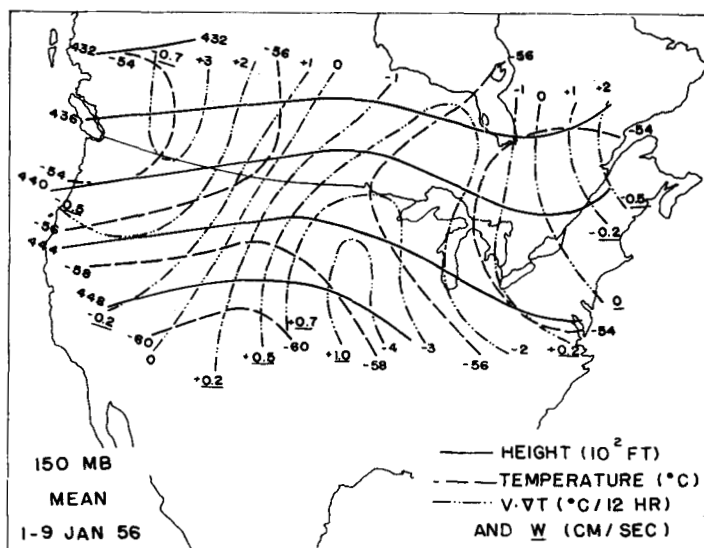 432 432 -56
-54 -0.7 +3 +2 +1 0 -1 -56 -1 0 +1 +2
436 -54
-54
440
-0.5 -0.5
-56 -0.2
444
-58
448 0
-0.2 +0.7 -54
-60 -60 -4 -3 -2 +0.2
0 +0.5 +1.0 -58 -56
+0.2
150 MB
MEAN
1-9 JAN 56
HEIGHT (10² FT)
TEMPERATURE (°C)
V·∇T (°C/12 HR)
AND W (CM/SEC)